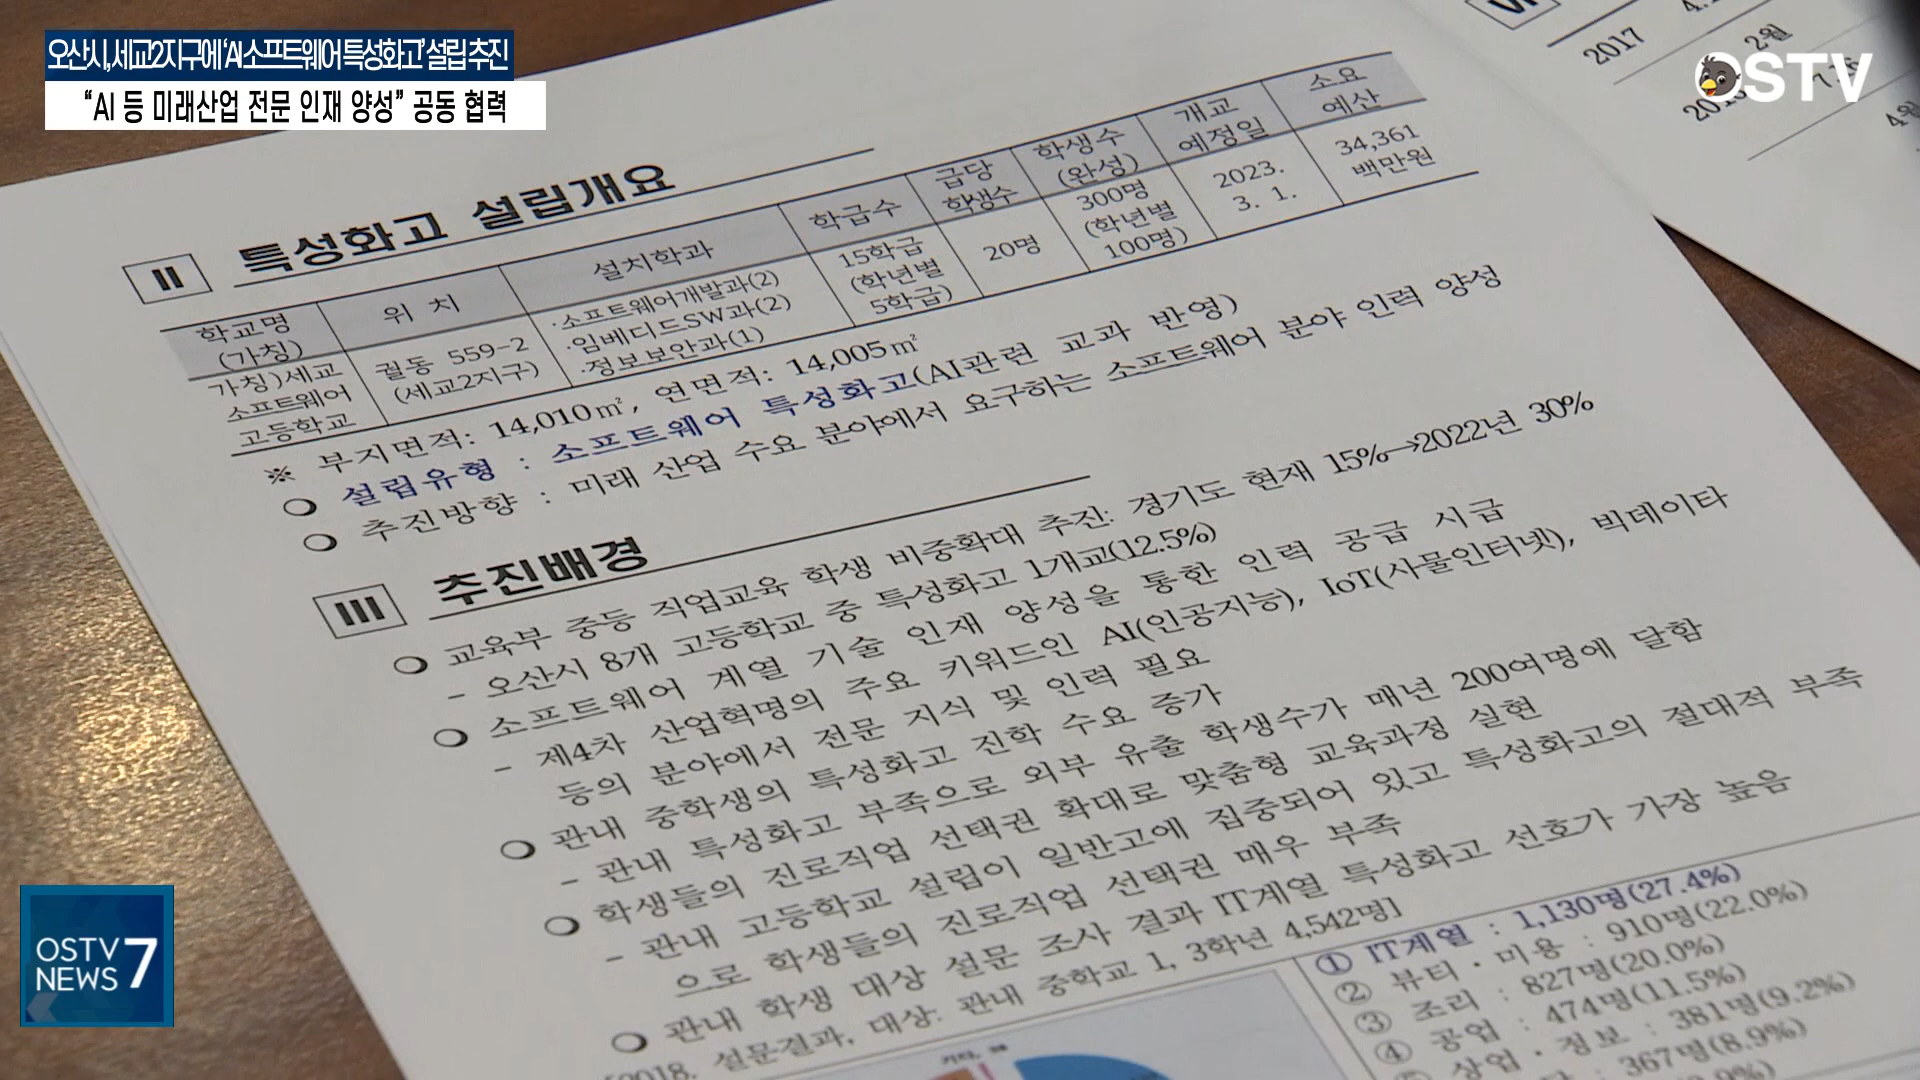 오산시, 세교2지구에 ‘AI 소프트웨어 특성화고’ 설립 추진
“AI 등 미래산업 전문 인재 양성” 공동 협력
OSTV
2017
2월
4월
II 특성화고 설립개요
학교명 (가칭) 위 치 설치학과 학급수 급당 학생수 학생수 (완성) 개교 예정일 소요 예산
가칭)세교 소프트웨어 고등학교
궐동 559-2 (세교2지구)
·소프트웨어개발과(2)
·임베디드SW과(2)
·정보보안과(1)
15학급 (학년별 5학급)
20명
300명 (학년별 100명)
2023. 3. 1.
34,361 백만원
※ 부지면적: 14,010㎡, 연면적: 14,005㎡
❍ 설립유형 : 소프트웨어 특성화고(AI관련 교과 반영)
❍ 추진방향 : 미래 산업 수요 분야에서 요구하는 소프트웨어 분야 인력 양성
III 추진배경
❍ 교육부 중등 직업교육 학생 비중확대 추진: 경기도 현재 15%→2022년 30%
- 오산시 8개 고등학교 중 특성화고 1개교(12.5%)
❍ 소프트웨어 계열 기술 인재 양성을 통한 인력 공급 시급
- 제4차 산업혁명의 주요 키워드인 AI(인공지능), IoT(사물인터넷), 빅데이타
등의 분야에서 전문 지식 및 인력 필요
❍ 관내 중학생의 특성화고 진학 수요 증가
- 관내 특성화고 부족으로 외부 유출 학생수가 매년 200여명에 달함
❍ 학생들의 진로직업 선택권 확대로 맞춤형 교육과정 실현
- 관내 고등학교 설립이 일반고에 집중되어 있고 특성화고의 절대적 부족
으로 학생들의 진로직업 선택권 매우 부족
❍ 관내 학생 대상 설문 조사 결과 IT계열 특성화고 선호가 가장 높음
[2018. 설문결과, 대상: 관내 중학교 1, 3학년 4,542명]
① IT계열 : 1,130명(27.4%)
② 뷰티·미용 : 910명(22.0%)
③ 조리 : 827명(20.0%)
④ 공업 : 474명(11.5%)
⑤ 상업·정보 : 381명(9.2%)
367명(8.9%)
기타,
OSTV NEWS 7